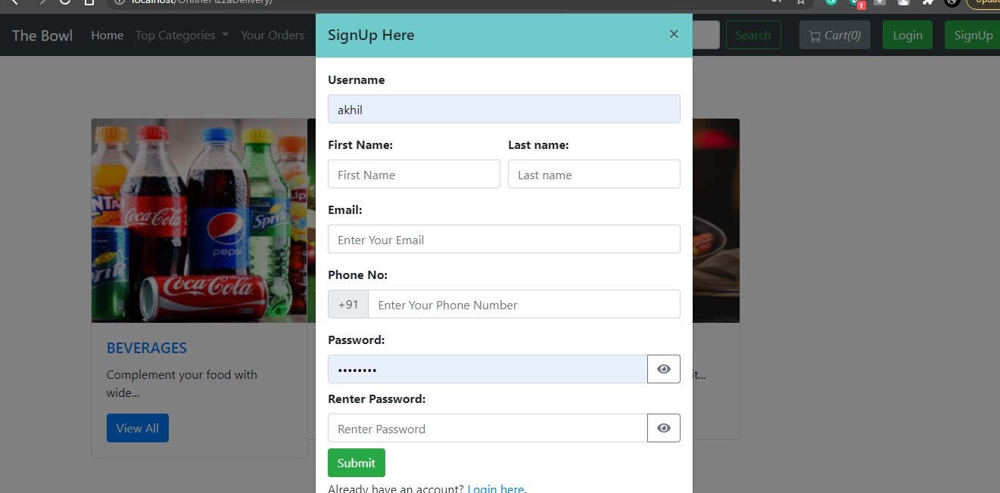 localhost/OnlinePizzaDelivery/
1
Update
The Bowl Home Top Categories Your Orders
Search Cart(0) Login SignUp
SignUp Here ×
Username
akhil
First Name: Last name:
First Name Last name
Email:
Enter Your Email
Phone No:
+91 Enter Your Phone Number
Password:
••••••••
Renter Password:
Renter Password
Submit
Already have an account? Login here.
Coca-Cola
pepsi
Sprite
Coca-Cola
BEVERAGES
Complement your food with
wide...
View All
it...